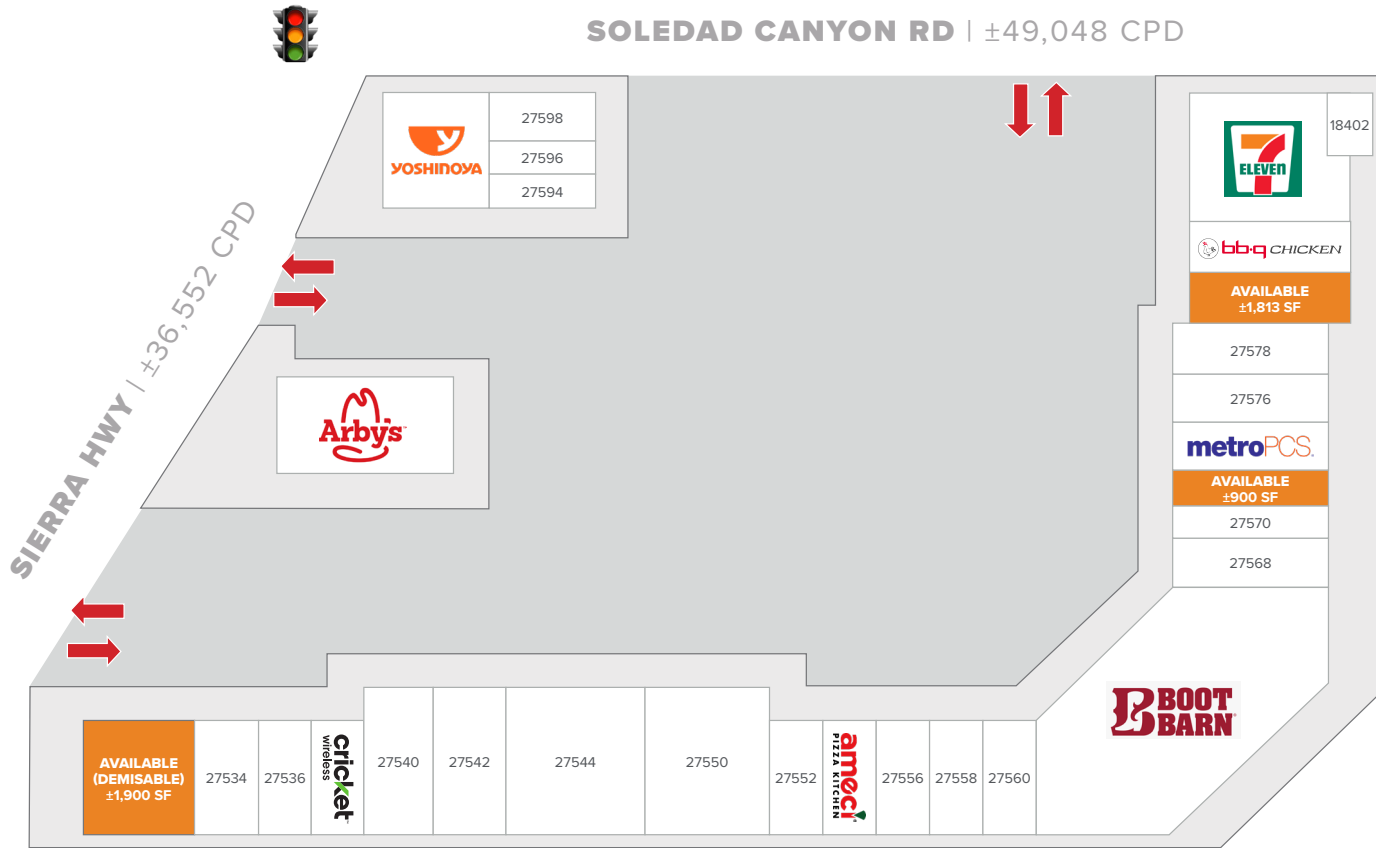 SOLEDAD CANYON RD | ±49,048 CPD
SIERRA HWY | ±36,552 CPD
YOSHINOYA
27598
27596
27594
Arby's
7
ELEVEN
18402
bb.q CHICKEN
AVAILABLE
±1,813 SF
27578
27576
metroPCS.
AVAILABLE
±900 SF
27570
27568
BOOT
BARN
AVAILABLE
(DEMISABLE)
±1,900 SF
27534
27536
cricket
wireless
27540
27542
27544
27550
27552
ameci
PIZZA KITCHEN
27556
27558
27560